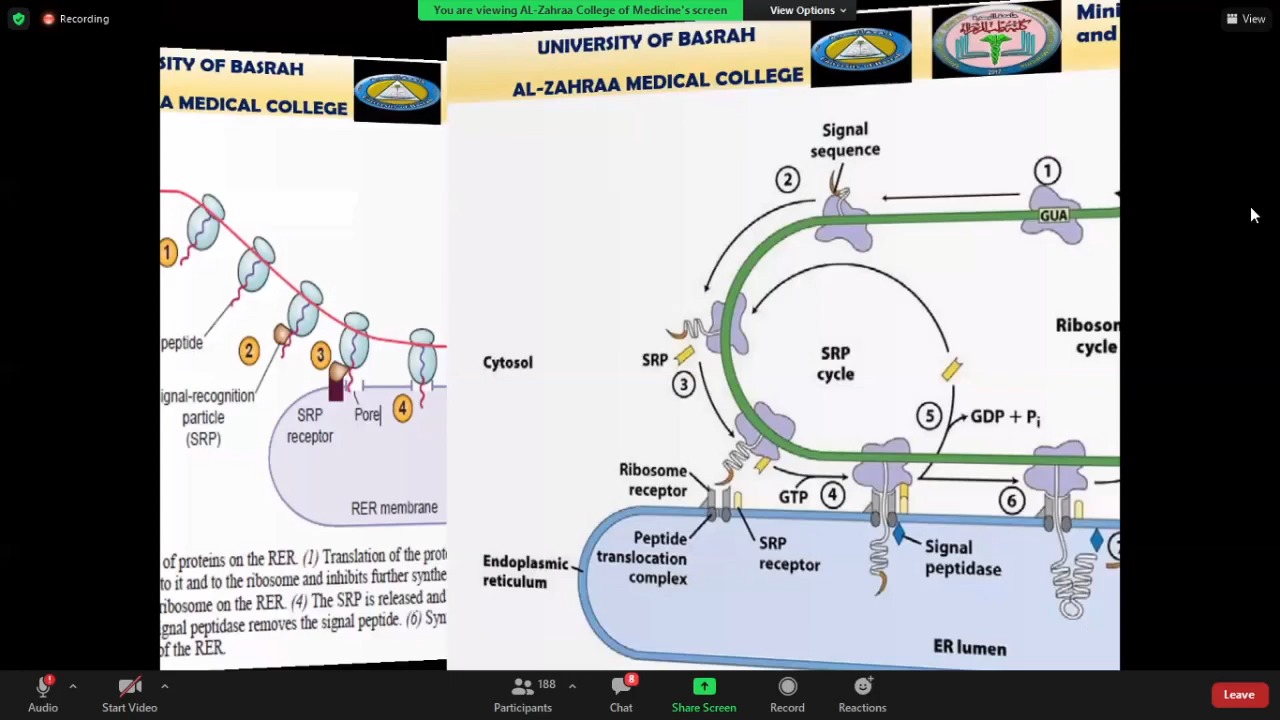 You are viewing AL-Zahraa College of Medicine's screen
View Options
Recording
View
SITY OF BASRAH
A MEDICAL COLLEGE
1
peptide
2
ignal-recognition
particle
(SRP)
3
SRP
receptor
Pore
4
RER membrane
of proteins on the RER. (1) Translation of the prote
to it and to the ribosome and inhibits further synthe
ribosome on the RER. (4) The SRP is released and
gnal peptidase removes the signal peptide. (6) Syn
of the RER.
UNIVERSITY OF BASRAH
AL-ZAHRAA MEDICAL COLLEGE
2017
Mini
and
Signal
sequence
1
GUA
2
Cytosol
SRP
3
SRP
cycle
Riboson
cycle
5
GDP + Pi
Ribosome
receptor
GTP
4
6
Peptide
translocation
complex
SRP
receptor
Signal
peptidase
Endoplasmic
reticulum
ER lumen
Audio
Start Video
188
Participants
8
Chat
Share Screen
Record
Reactions
Leave